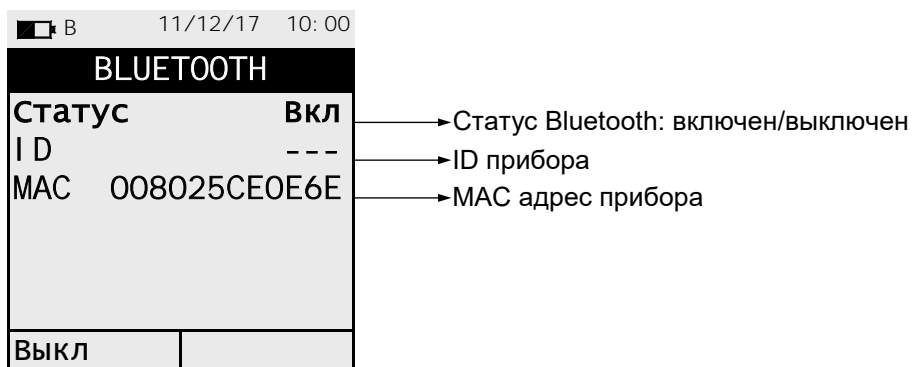 B 11/12/17 10:00
BLUETOOTH
Статус Вкл
Статус Bluetooth: включен/выключен
ID ---
ID прибора
MAC 008025CE0E6E
MAC адрес прибора
Выкл